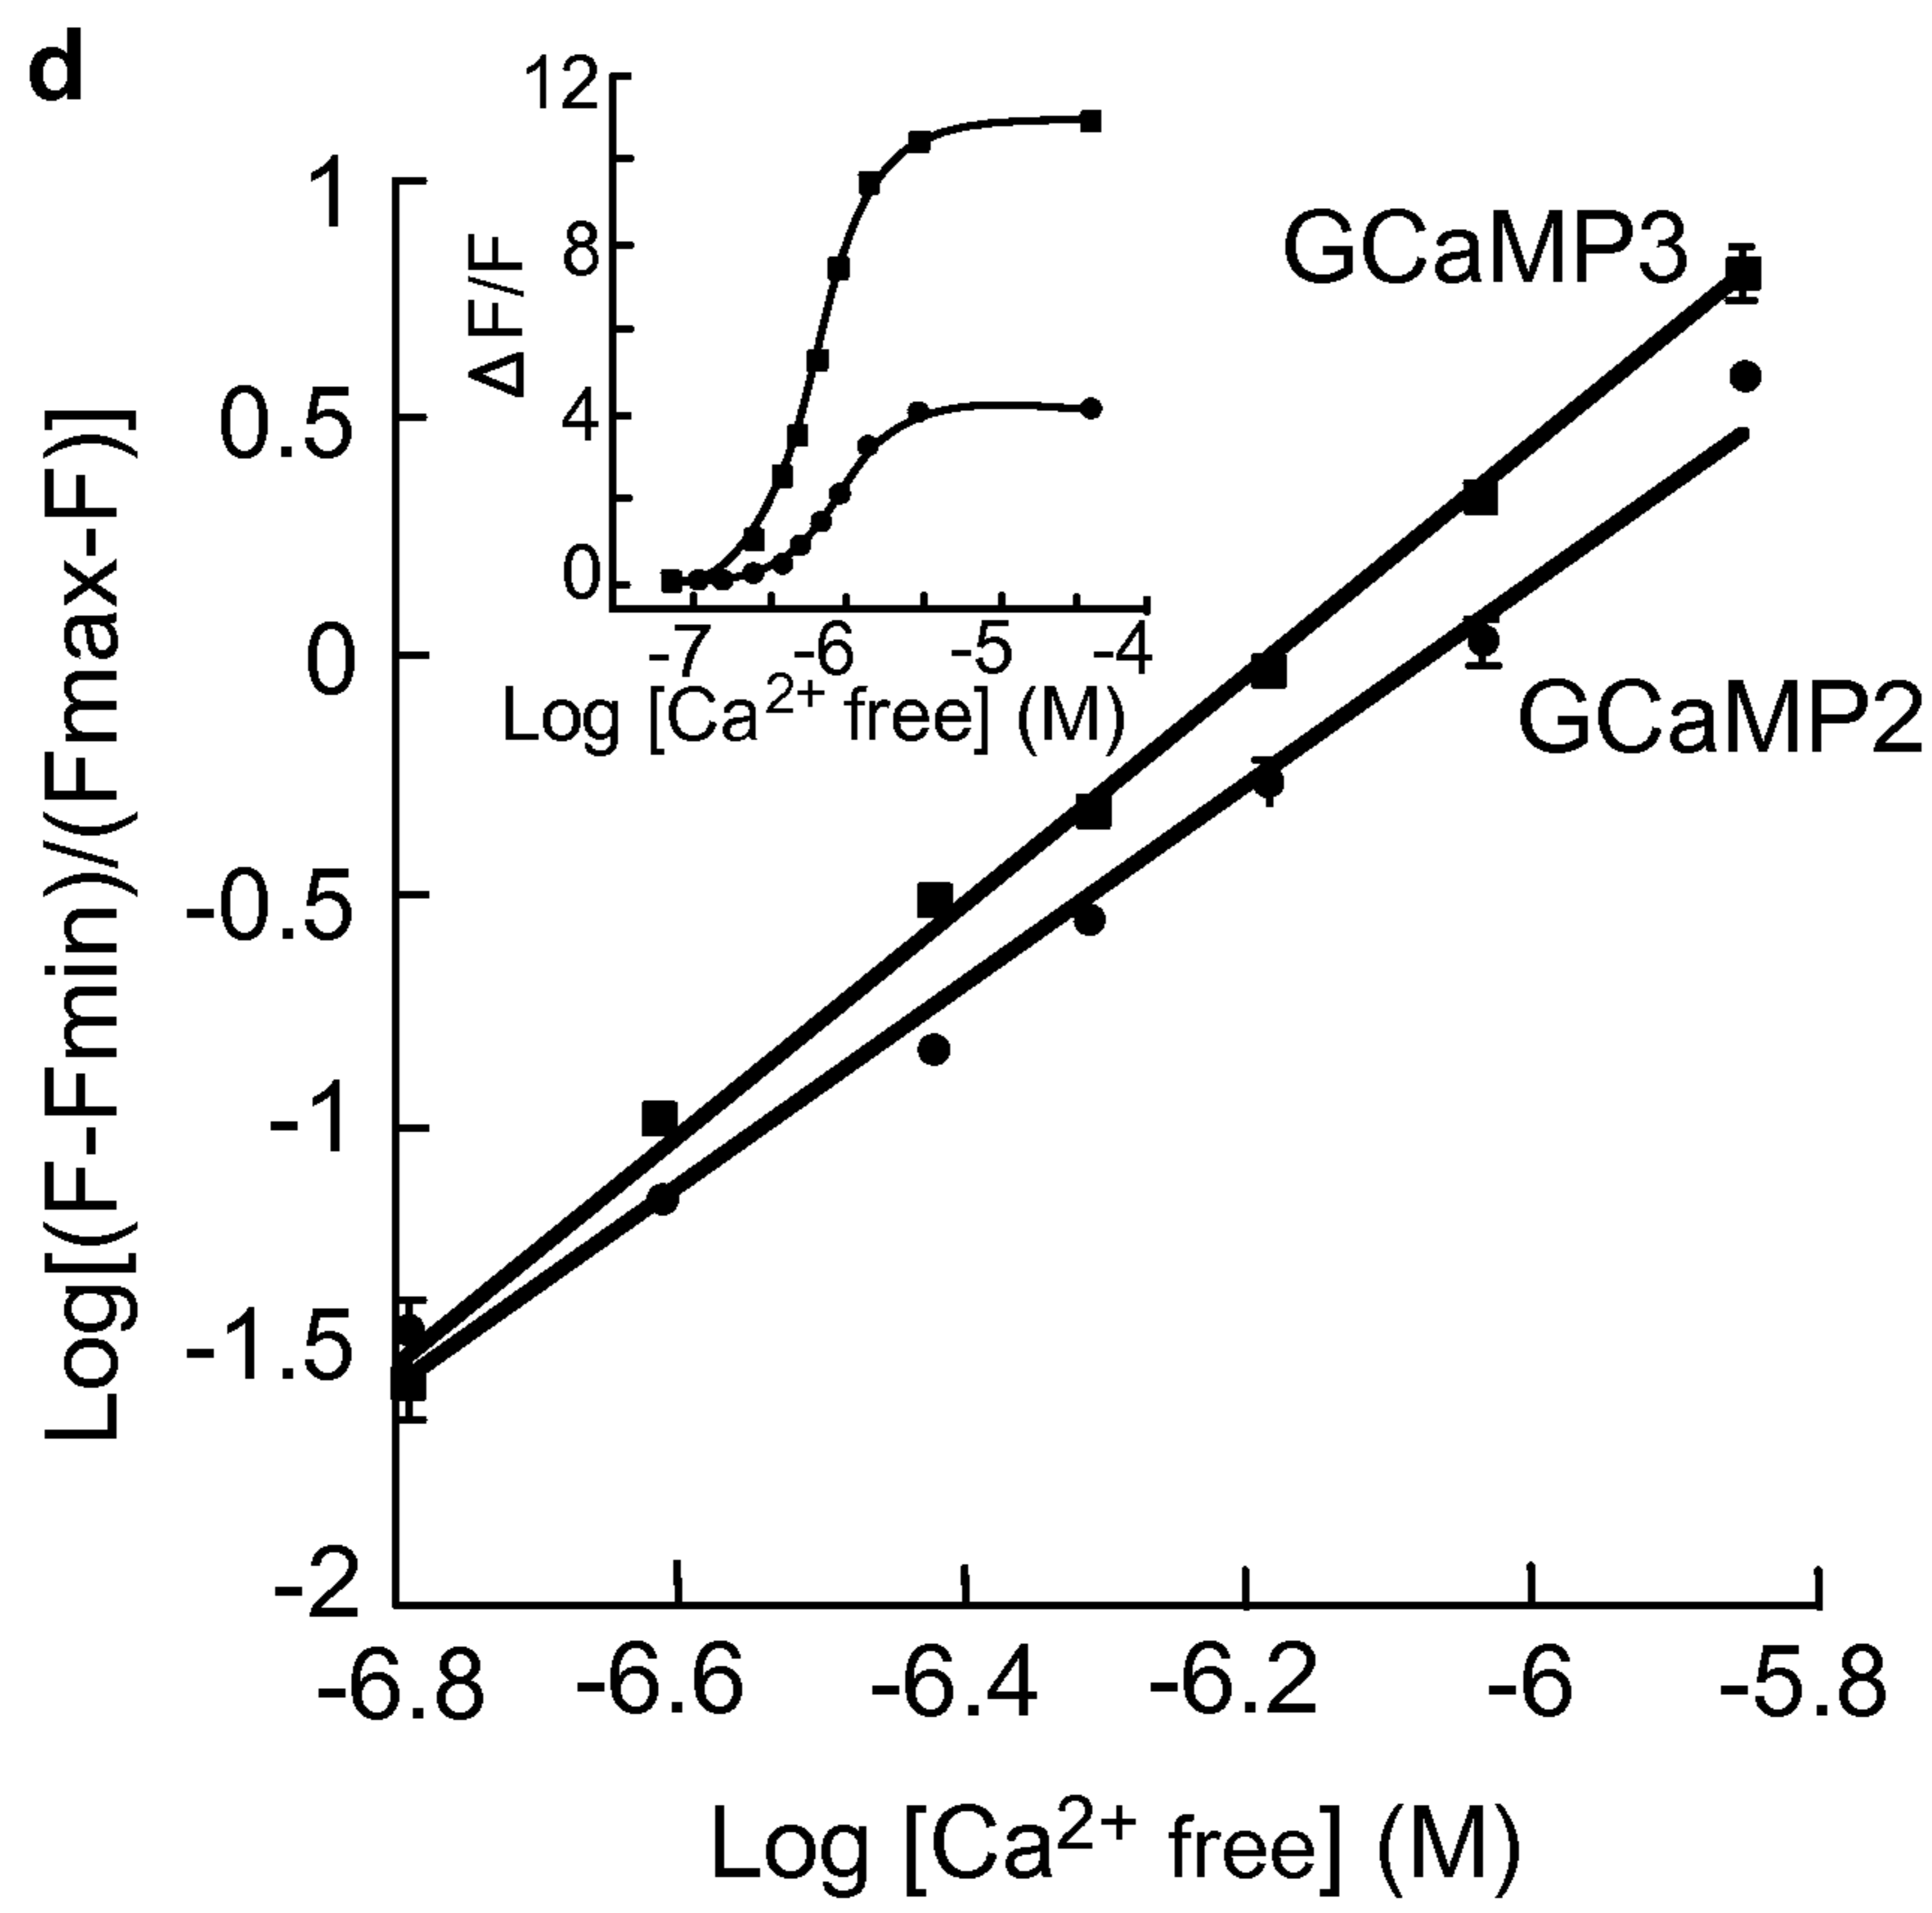 d
12
8
4
0
ΔF/F
-7 -6 -5 -4
Log [Ca2+ free] (M)
GCaMP3
GCaMP2
1
0.5
0
-0.5
-1
-1.5
-2
Log[(F-Fmin)/(Fmax-F)]
-6.8 -6.6 -6.4 -6.2 -6 -5.8
Log [Ca2+ free] (M)